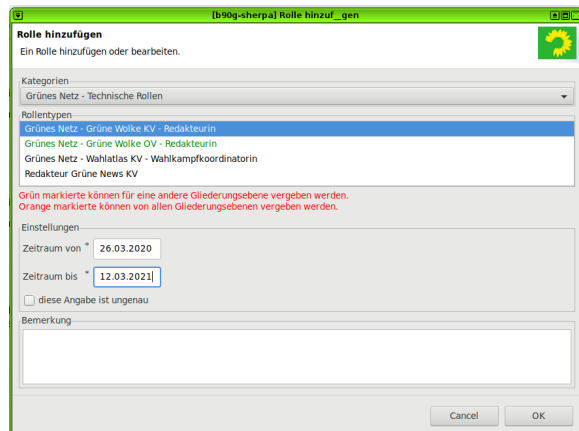 [b90g-sherpa] Rolle hinzuf__gen
Rolle hinzufügen
Ein Rolle hinzufügen oder bearbeiten.
Kategorien
Grünes Netz - Technische Rollen
Rollentypen
Grünes Netz - Grüne Wolke KV - Redakteurin
Grünes Netz - Grüne Wolke OV - Redakteurin
Grünes Netz - Wahlatlas KV - Wahlkampfkoordinatorin
Redakteur Grüne News KV
Grün markierte können für eine andere Gliederungsebene vergeben werden.
Orange markierte können von allen Gliederungsebenen vergeben werden.
Einstellungen
Zeitraum von * 26.03.2020
Zeitraum bis * 12.03.2021
diese Angabe ist ungenau
Bemerkung
Cancel OK